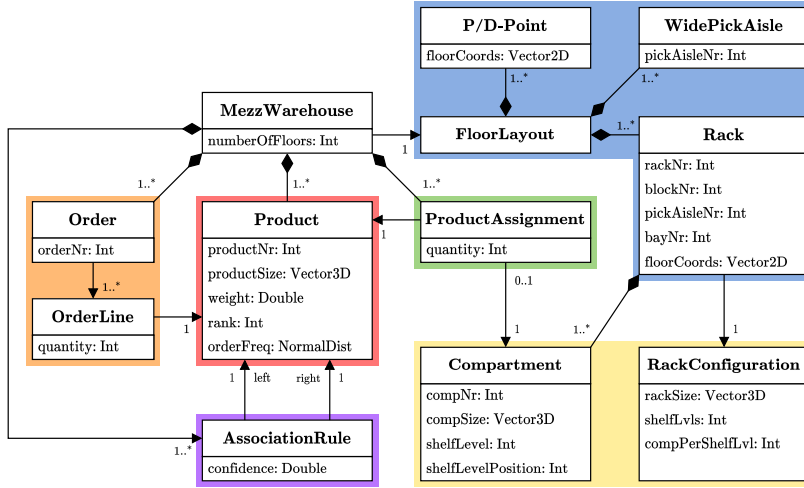 P/D-Point
floorCoords: Vector2D
WidePickAisle
pickAisleNr: Int
1..*
1..*
MezzWarehouse
numberOfFloors: Int
1
FloorLayout
1..*
Rack
rackNr: Int
blockNr: Int
pickAisleNr: Int
bayNr: Int
floorCoords: Vector2D
1..*
1..*
1..*
Order
orderNr: Int
Product
productNr: Int
productSize: Vector3D
weight: Double
rank: Int
orderFreq: NormalDist
1
ProductAssignment
quantity: Int
0..1
1..*
OrderLine
quantity: Int
1
1
1..*
1
1
left
right
1
Compartment
compNr: Int
compSize: Vector3D
shelfLevel: Int
shelfLevelPosition: Int
RackConfiguration
rackSize: Vector3D
shelfLvls: Int
compPerShelfLvl: Int
1..*
AssociationRule
confidence: Double